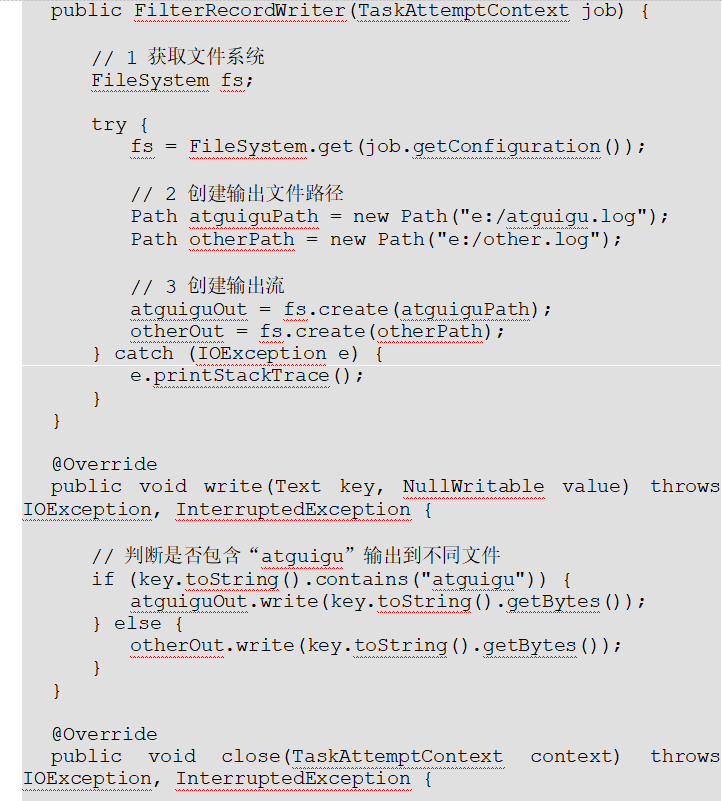 public FilterRecordWriter(TaskAttemptContext job) {
// 1 获取文件系统
FileSystem fs;
try {
fs = FileSystem.get(job.getConfiguration());
// 2 创建输出文件路径
Path atguiguPath = new Path("e:/atguigu.log");
Path otherPath = new Path("e:/other.log");
// 3 创建输出流
atguiguOut = fs.create(atguiguPath);
otherOut = fs.create(otherPath);
} catch (IOException e) {
e.printStackTrace();
}
}
@Override
public void write(Text key, NullWritable value) throws
IOException, InterruptedException {
// 判断是否包含“atguigu”输出到不同文件
if (key.toString().contains("atguigu")) {
atguiguOut.write(key.toString().getBytes());
} else {
otherOut.write(key.toString().getBytes());
}
}
@Override
public void close(TaskAttemptContext context) throws
IOException, InterruptedException {